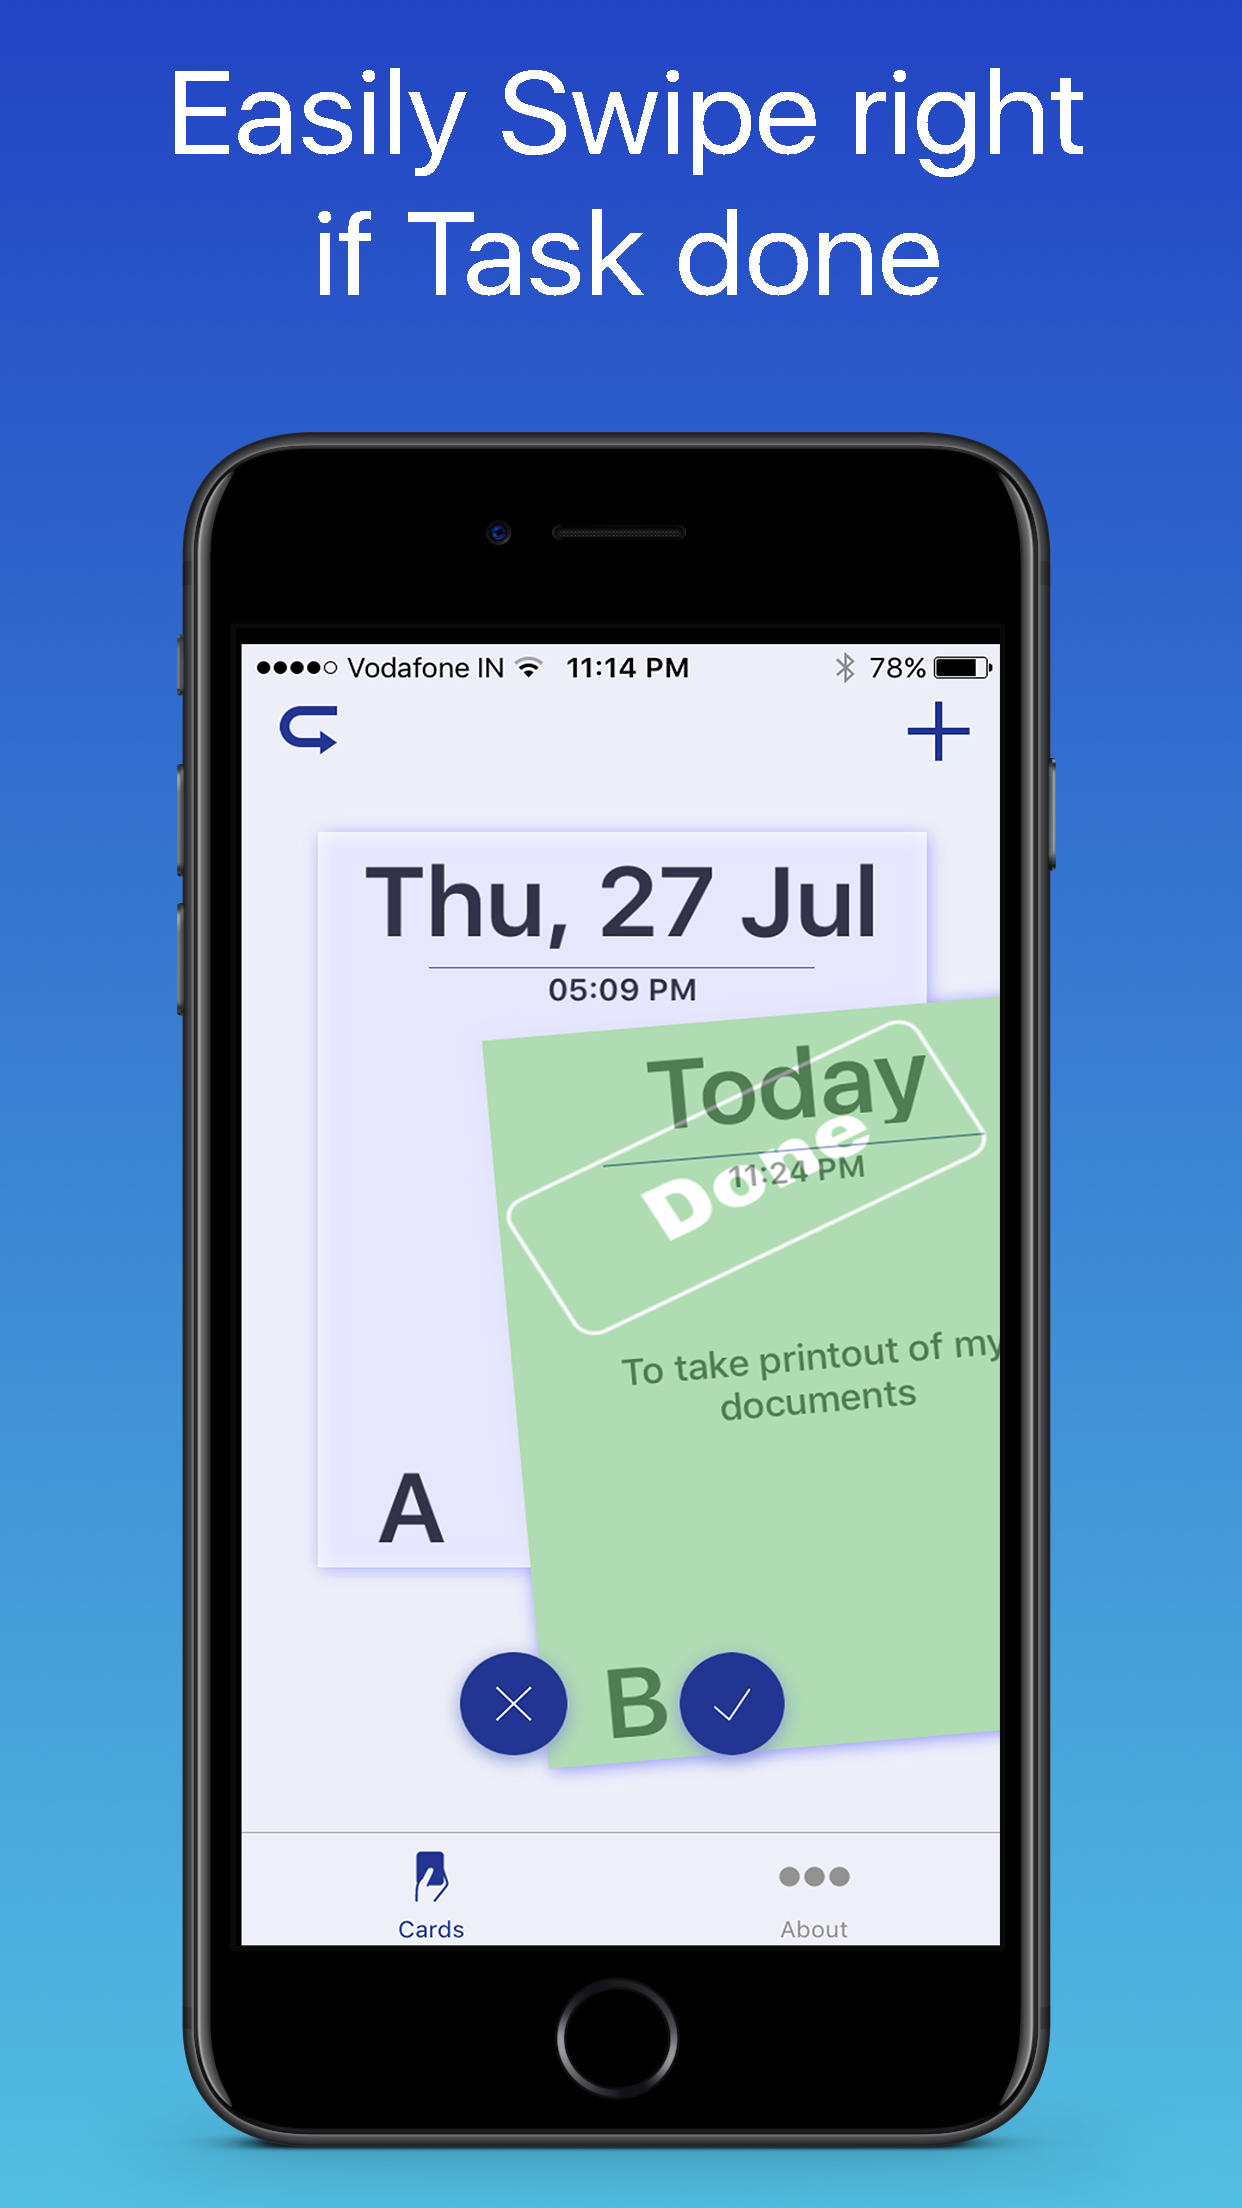 Easily Swipe right
if Task done
Vodafone IN 11:14 PM 78%
Thu, 27 Jul
05:09 PM
Today
Done
11:24 PM
To take printout of my
documents
A
B
Cards About